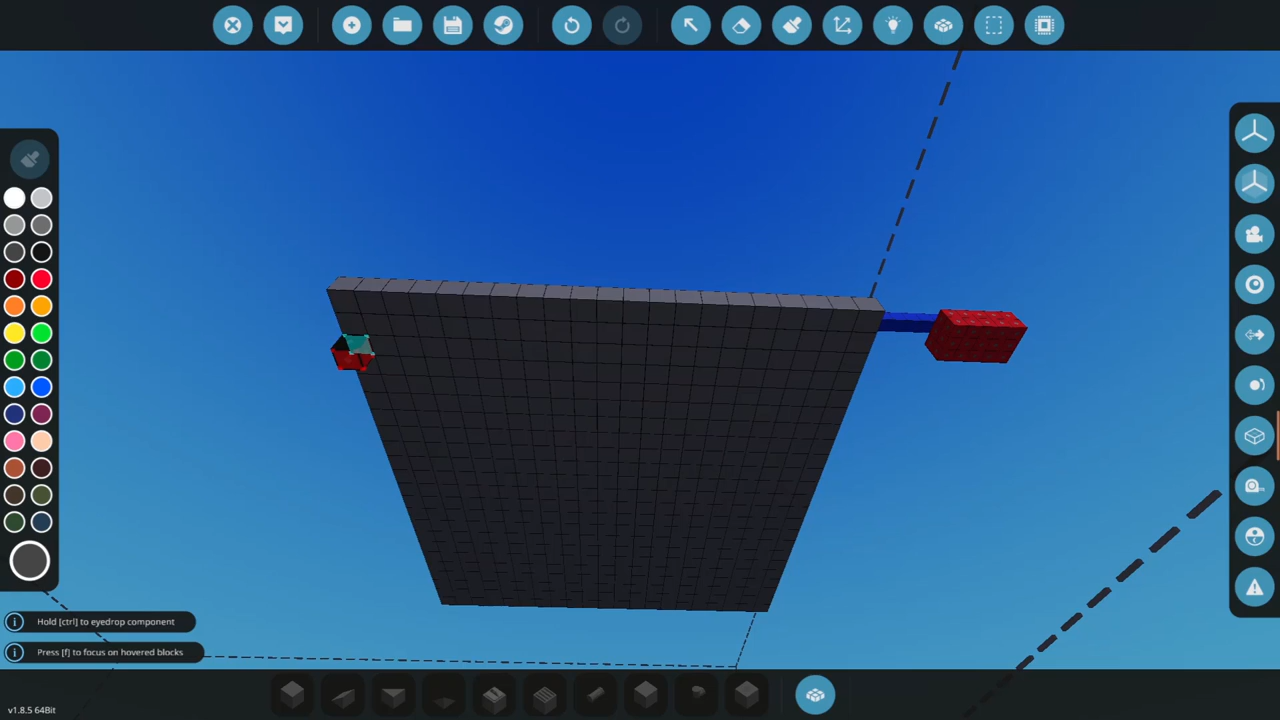 Hold [ctrl] to eyedrop component
Press [f] to focus on hovered blocks
v1.8.5 64Bit